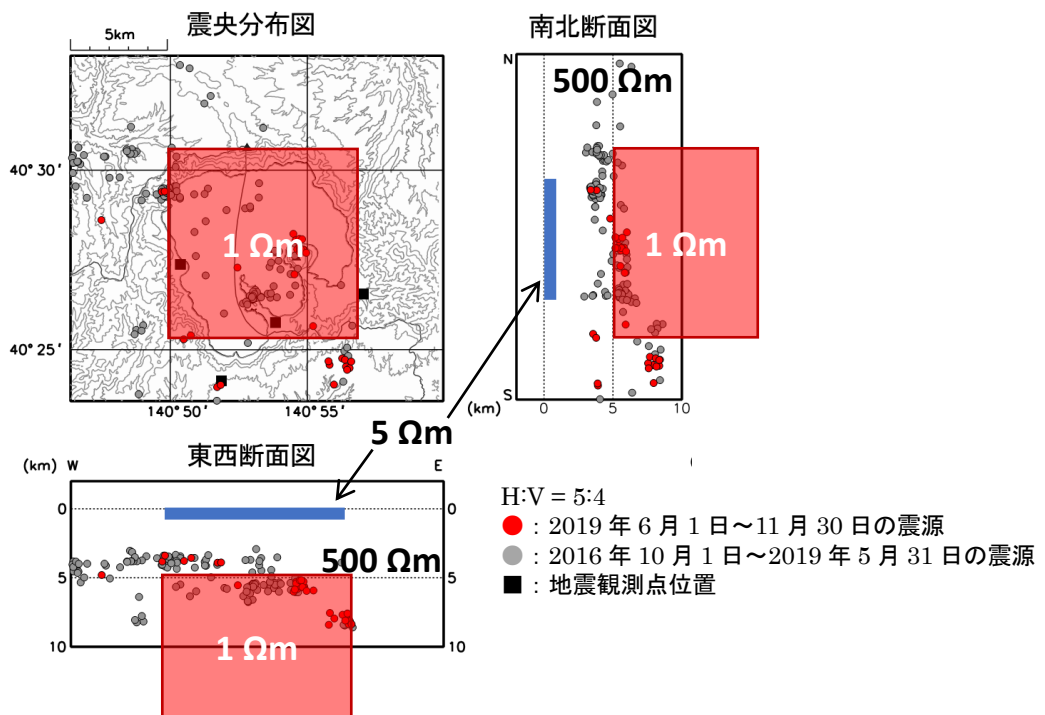 震央分布図
5km
40° 30′
40° 25′
140° 50′
140° 55′
1 Ωm
南北断面図
N
500 Ωm
1 Ωm
S
(km)
0
5
10
5 Ωm
東西断面図
(km) W
E
0
0
500 Ωm
5
5
10
10
1 Ωm
H:V = 5:4
: 2019 年 6 月 1 日～11 月 30 日の震源
: 2016 年 10 月 1 日～2019 年 5 月 31 日の震源
: 地震観測点位置